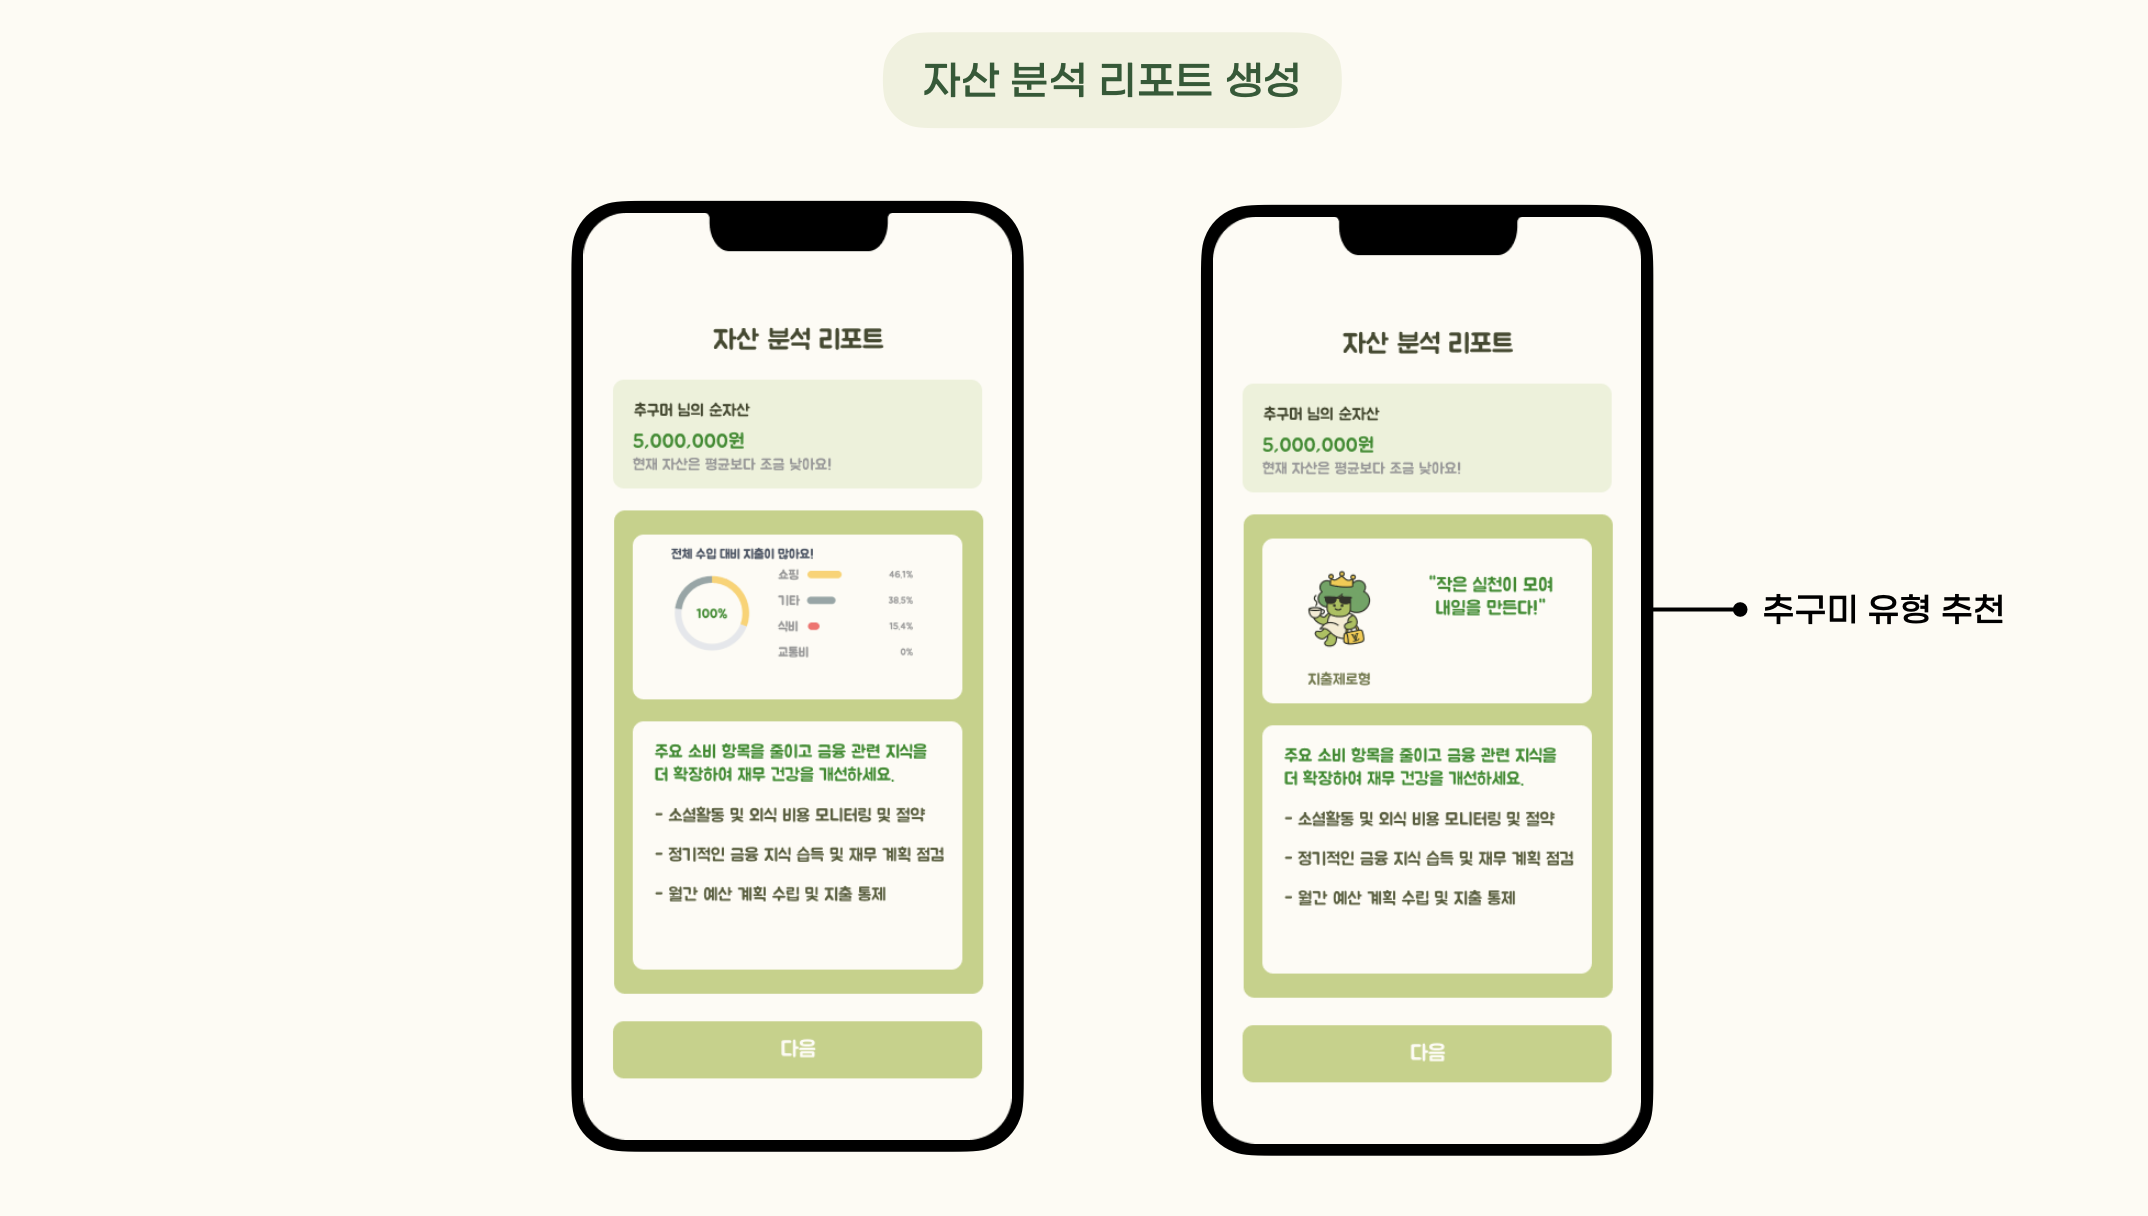 자산 분석 리포트 생성
자산 분석 리포트
추구머 님의 순자산
5,000,000원
현재 자산은 평균보다 조금 낮아요!
전체 수입 대비 지출이 많아요!
100%
쇼핑 46.1%
기타 38.5%
식비 15.4%
교통비 0%
주요 소비 항목을 줄이고 금융 관련 지식을
더 확장하여 재무 건강을 개선하세요.
- 소셜활동 및 외식 비용 모니터링 및 절약
- 정기적인 금융 지식 습득 및 재무 계획 점검
- 월간 예산 계획 수립 및 지출 통제
다음
자산 분석 리포트
추구머 님의 순자산
5,000,000원
현재 자산은 평균보다 조금 낮아요!
"작은 실천이 모여
내일을 만든다!"
지출제로형
주요 소비 항목을 줄이고 금융 관련 지식을
더 확장하여 재무 건강을 개선하세요.
- 소셜활동 및 외식 비용 모니터링 및 절약
- 정기적인 금융 지식 습득 및 재무 계획 점검
- 월간 예산 계획 수립 및 지출 통제
다음
추구미 유형 추천